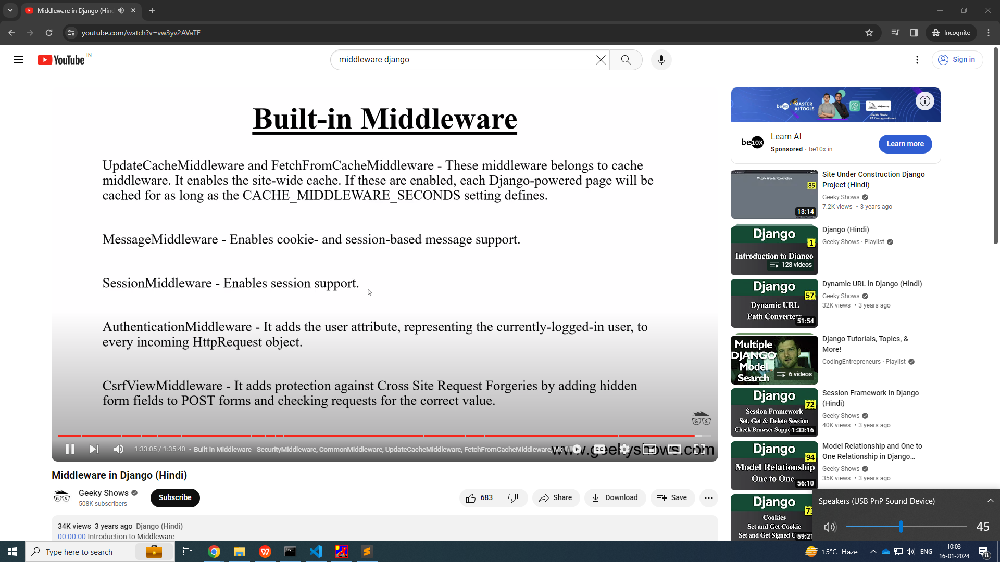 Middleware in Django (Hin
youtube.com/watch?v=vw3yv2AVaTE
Incognito
YouTube IN
middleware django
Sign in
Built-in Middleware
UpdateCacheMiddleware and FetchFromCacheMiddleware - These middleware belongs to cache
middleware. It enables the site-wide cache. If these are enabled, each Django-powered page will be
cached for as long as the CACHE_MIDDLEWARE_SECONDS setting defines.
MessageMiddleware - Enables cookie- and session-based message support.
SessionMiddleware - Enables session support.
AuthenticationMiddleware - It adds the user attribute, representing the currently-logged-in user, to
every incoming HttpRequest object.
CsrfViewMiddleware - It adds protection against Cross Site Request Forgeries by adding hidden
form fields to POST forms and checking requests for the correct value.
G S
1:33:05 / 1:35:40 • Built-in Middleware - SecurityMiddleware, CommonMiddleware, UpdateCacheMiddleware, FetchFromCacheMiddleware, Me
www.geekyshows.com
Middleware in Django (Hindi)
Geeky Shows
508K subscribers
Subscribe
683
Share
Download
Save
34K views 3 years ago Django (Hindi)
00:00:00 Introduction to Middleware
be10X MASTER
AI TOOLS
Midjourney
LEARN FROM
IIT Kharagpur Alumni
be10X
Learn AI
Sponsored · be10x.in
Learn more
Website is Under Construction
85
13:14
Site Under Construction Django
Project (Hindi)
Geeky Shows
7.2K views • 3 years ago
Django
1
Introduction to Django
128 videos
Django (Hindi)
Geeky Shows · Playlist
Django
57
Dynamic URL
Path Converters
51:54
Dynamic URL in Django (Hindi)
Geeky Shows
32K views • 3 years ago
Multiple
DJANGO
Model
Search
6 videos
Django Tutorials, Topics, &
More!
CodingEntrepreneurs · Playlist
Django
72
Session Framework
Set, Get & Delete Session
Check Browser Supp
1:33:16
Session Framework in Django
(Hindi)
Geeky Shows
40K views • 3 years ago
Django
94
Model Relationship
One to One
56:10
Model Relationship and One to
One Relationship in Django...
Geeky Shows
35K views • 3 years ago
Django
71
Cookies
Set and Get Cookie
Set and Get Signed C
59:21
Speakers (USB PnP Sound Device)
45
Type here to search
15°C Haze
ENG
10:03
16-01-2024
8